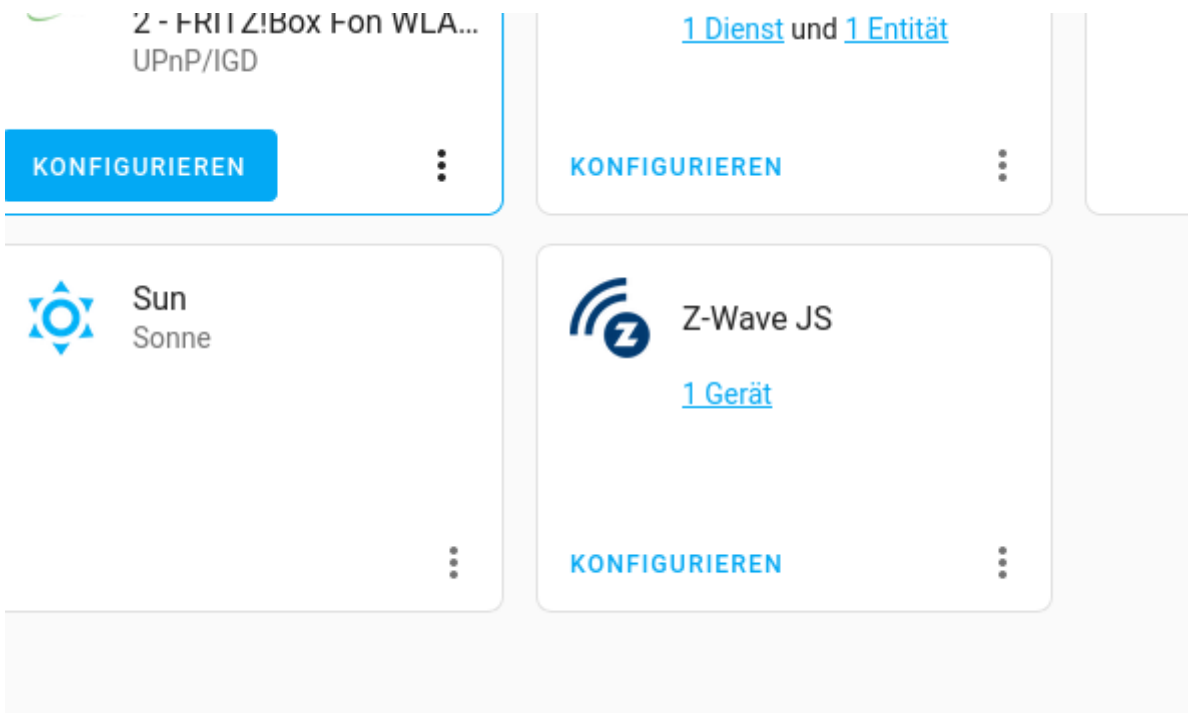 2 - FRITZ!Box Fon WLA...
UPnP/IGD
KONFIGURIEREN
1 Dienst und 1 Entität
KONFIGURIEREN
Sun
Sonne
Z-Wave JS
1 Gerät
KONFIGURIEREN